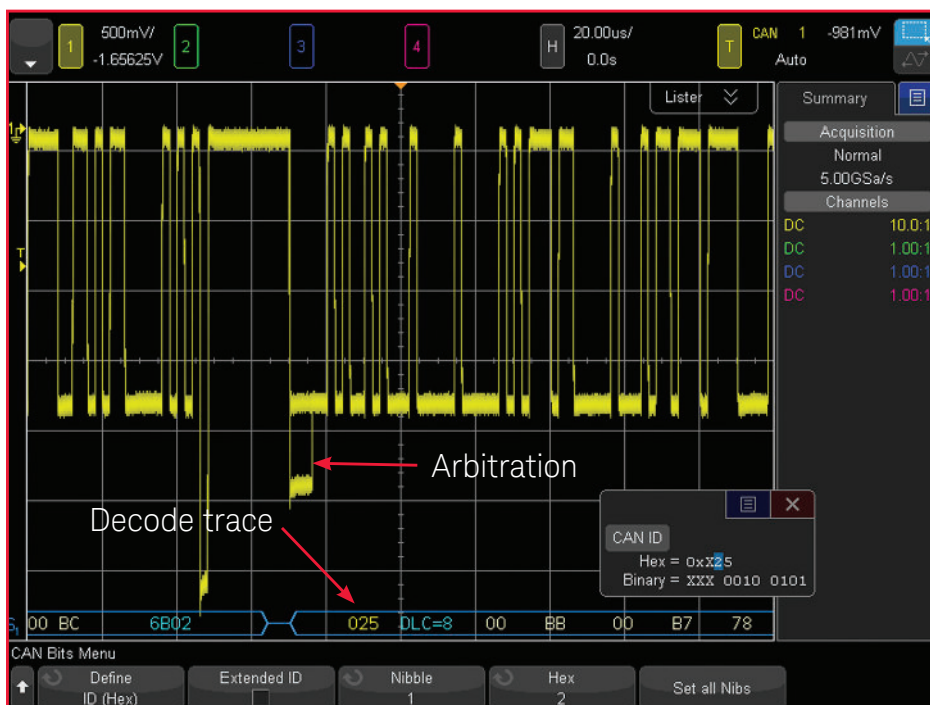 500mV/ 20.00us/ CAN 1 -981mV
1 2 3 4 H T
-1.65625V 0.0s Auto
Lister Summary
Acquisition
Normal
5.00GSa/s
Channels
DC 10.0:1
DC 1.00:1
DC 1.00:1
DC 1.00:1
T
Arbitration
Decode trace
CAN ID
Hex = 0xX25
Binary = XXX 0010 0101
S1 00 BC 6B02 025 DLC=8 00 BB 00 B7 78
CAN Bits Menu
Define Extended ID Nibble Hex Set all Nibs
ID (Hex) 1 2